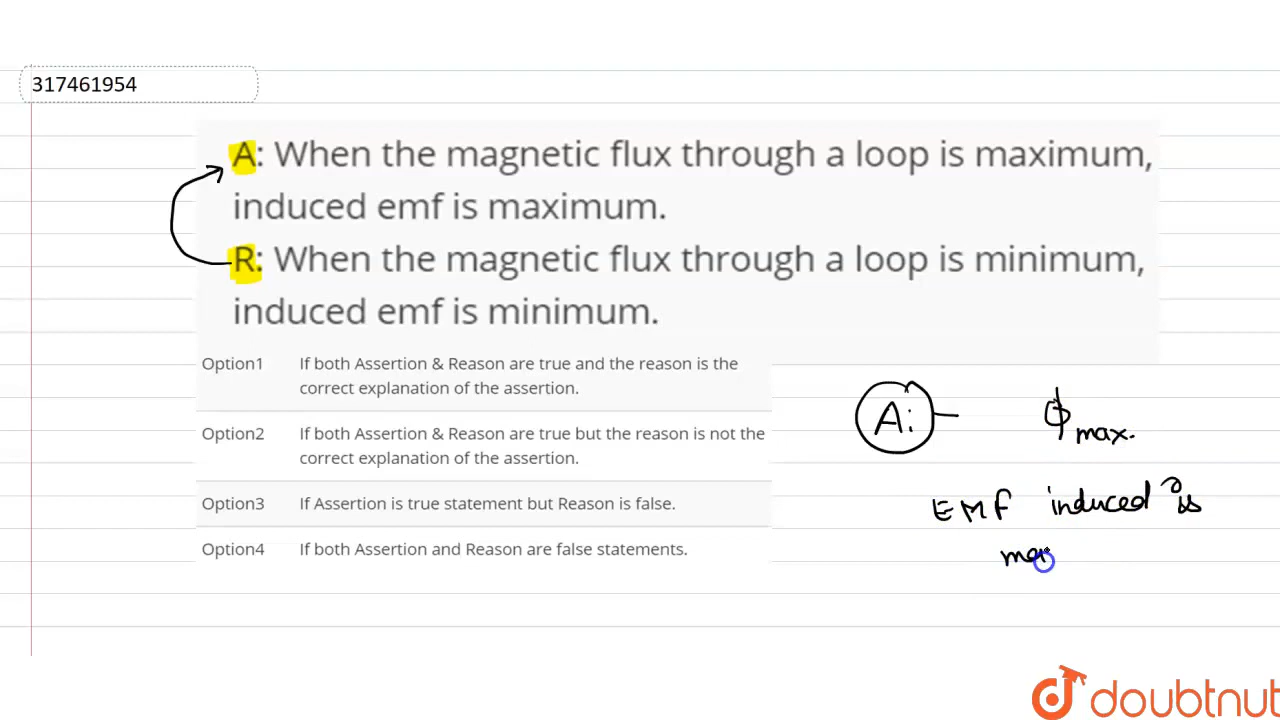 317461954
A: When the magnetic flux through a loop is maximum,
induced emf is maximum.
R: When the magnetic flux through a loop is minimum,
induced emf is minimum.
Option1 If both Assertion & Reason are true and the reason is the
correct explanation of the assertion.
Option2 If both Assertion & Reason are true but the reason is not the
correct explanation of the assertion.
Option3 If Assertion is true statement but Reason is false.
Option4 If both Assertion and Reason are false statements.
A: — ϕmax.
EMF induced is
doubtnut